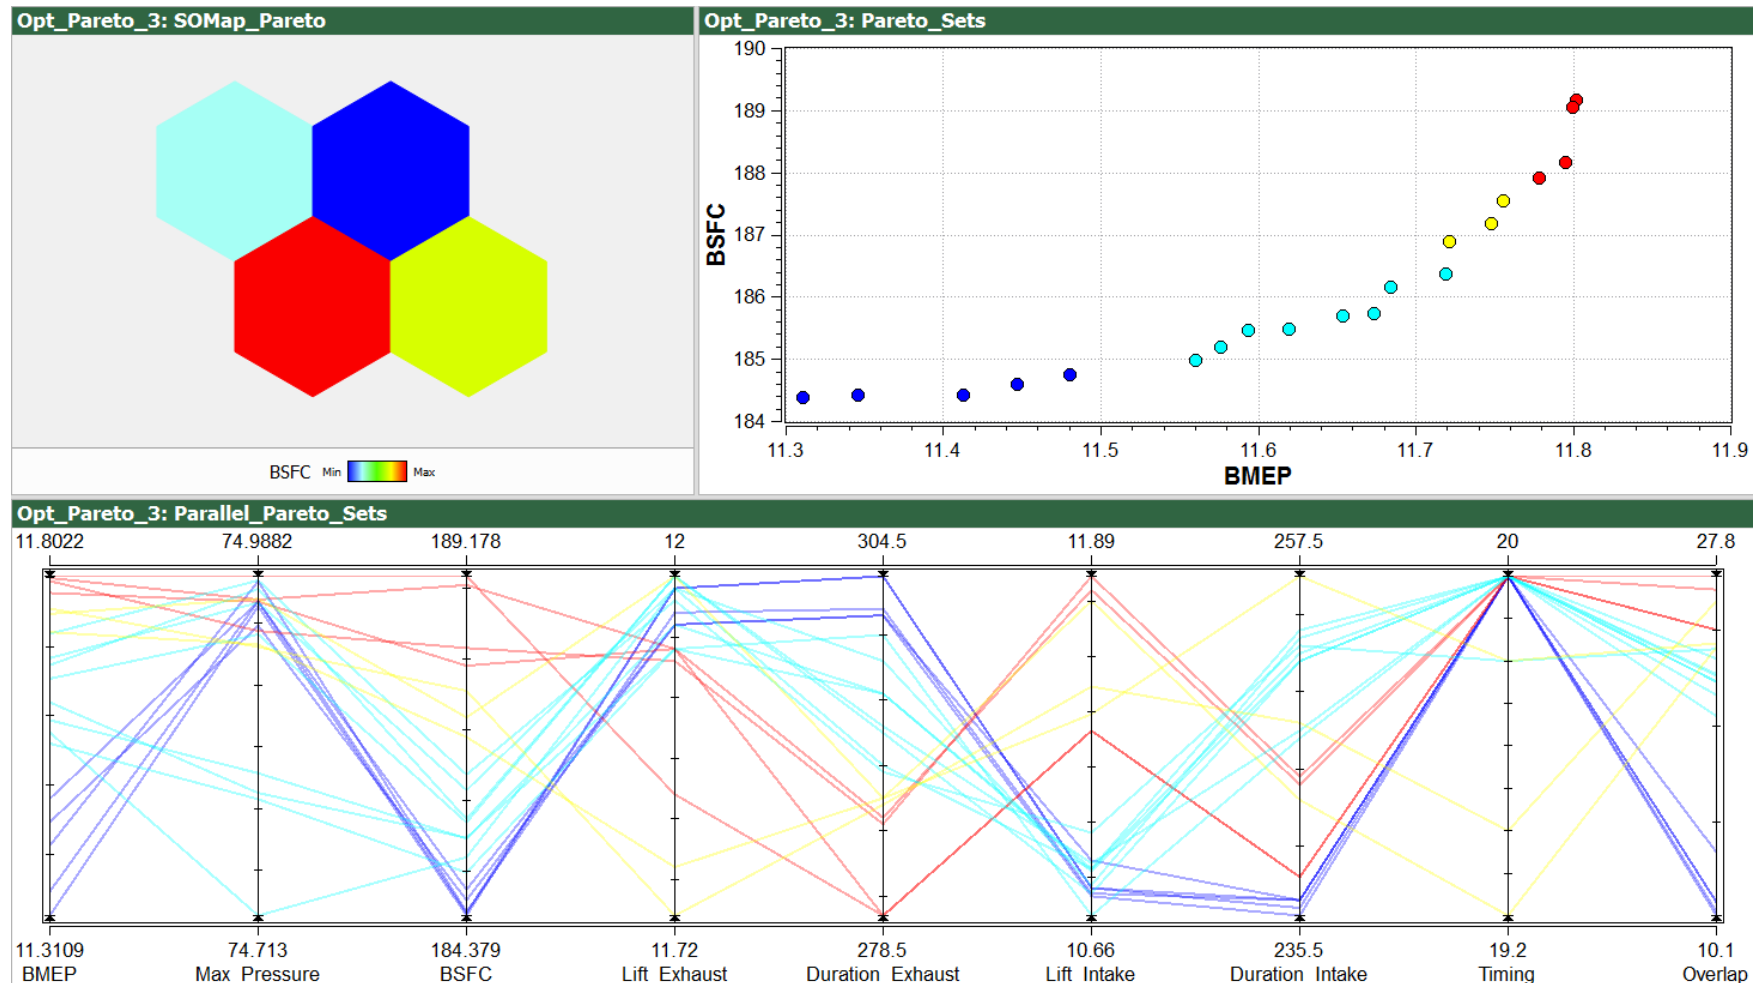 Opt_Pareto_3: SOMap_Pareto
BSFC Min Max
Opt_Pareto_3: Pareto_Sets
190
189
188
187
186
185
184
BSFC
11.3 11.4 11.5 11.6 11.7 11.8 11.9
BMEP
Opt_Pareto_3: Parallel_Pareto_Sets
11.8022 74.9882 189.178 12 304.5 11.89 257.5 20 27.8
11.3109 74.713 184.379 11.72 278.5 10.66 235.5 19.2 10.1
BMEP Max Pressure BSFC Lift Exhaust Duration Exhaust Lift Intake Duration Intake Timing Overlap